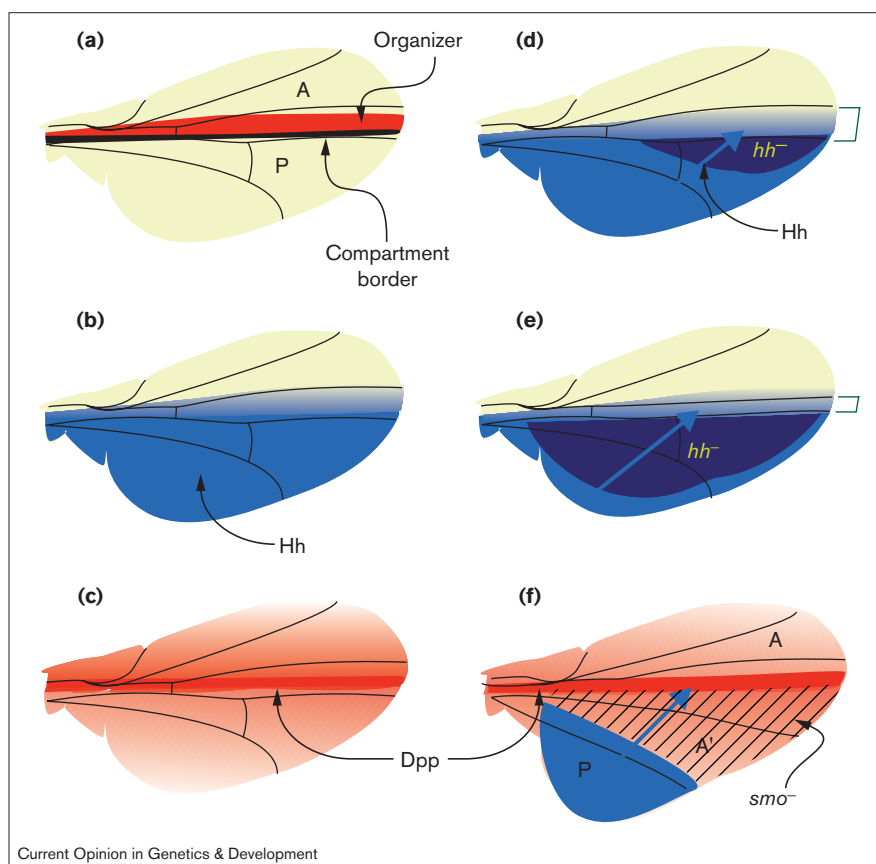 (a)
Organizer
A
P
Compartment
border
(d)
hh–
Hh
(b)
Hh
(e)
hh–
(c)
Dpp
(f)
A
A'
P
smo–
Current Opinion in Genetics & Development